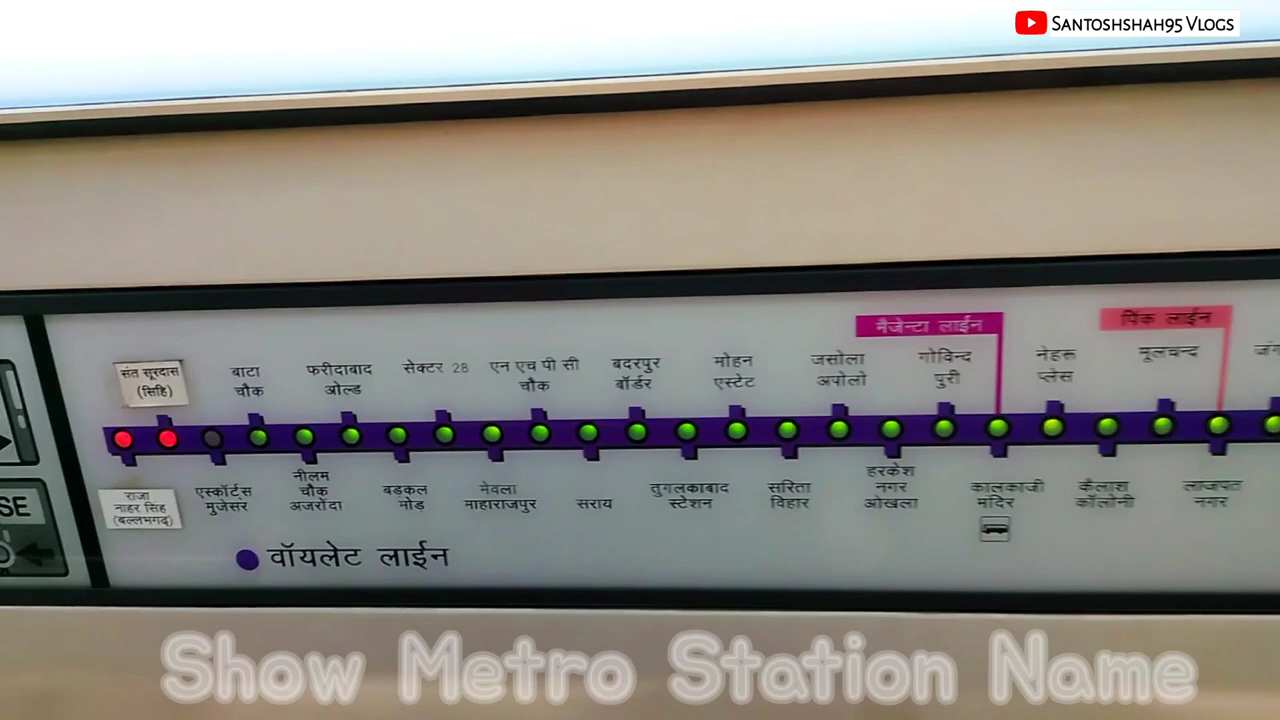 SANTOSHSHAH95 VLOGS
मैजेन्टा लाईन
पिंक लाईन
संत सूरदास
(सिहि)
बाटा
चौक
फरीदाबाद
ओल्ड
सेक्टर 28
एन एच पी सी
चौक
बदरपुर
बॉर्डर
मोहन
एस्टेट
जसोला
अपोलो
गोविन्द
पुरी
नेहरू
प्लेस
मूलचन्द
राजा
नाहर सिंह
(बल्लभगढ़)
एस्कॉर्ट्स
मुजेसर
नीलम
चौक
अजरोंदा
बड़कल
मोड़
मेवला
माहाराजपुर
सराय
तुगलकाबाद
स्टेशन
सरिता
विहार
हरकेश
नगर
ओखला
कालकाजी
मंदिर
कैलाश
कॉलोनी
लाजपत
नगर
SE
वॉयलेट लाईन
Show Metro Station Name